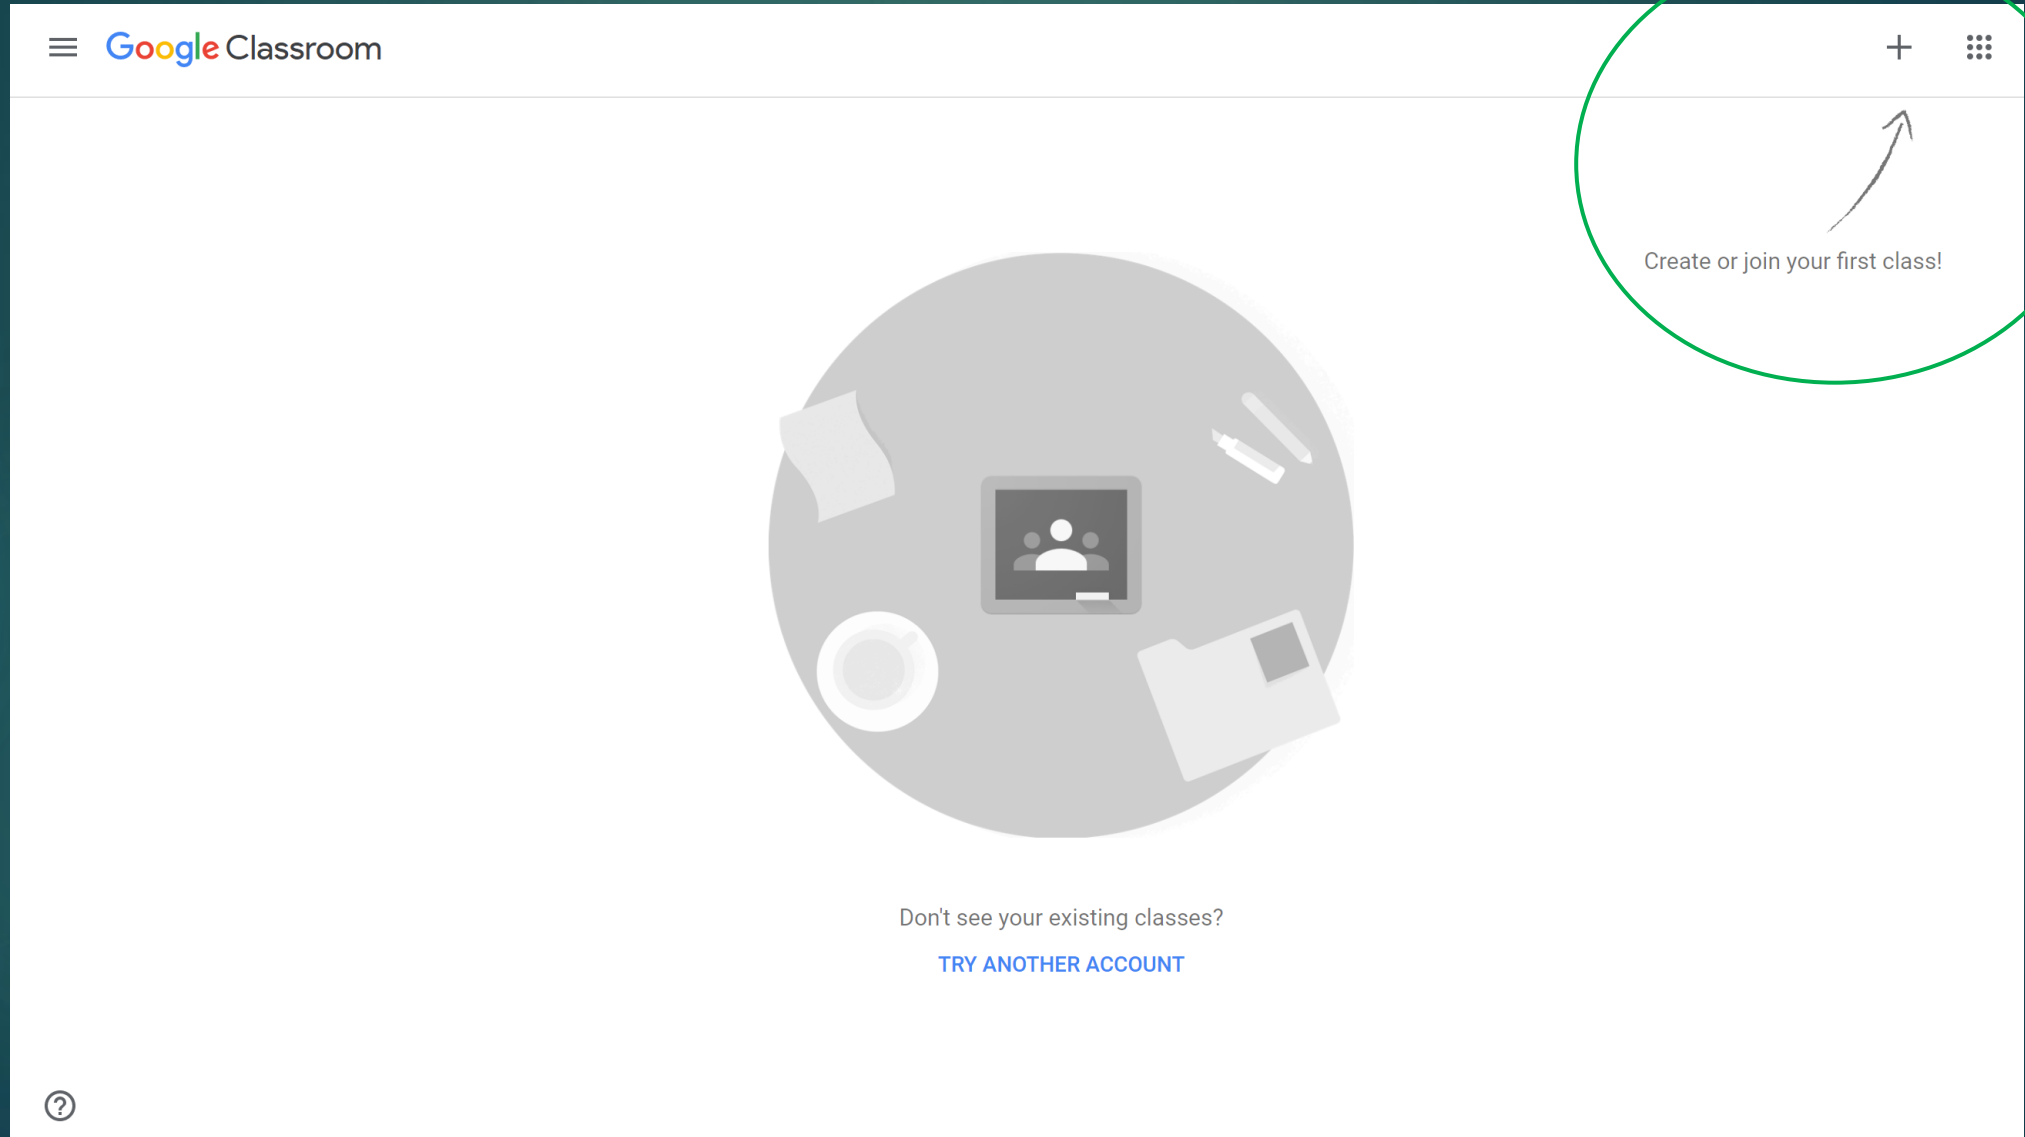 Google Classroom
Create or join your first class!
Don't see your existing classes?
TRY ANOTHER ACCOUNT